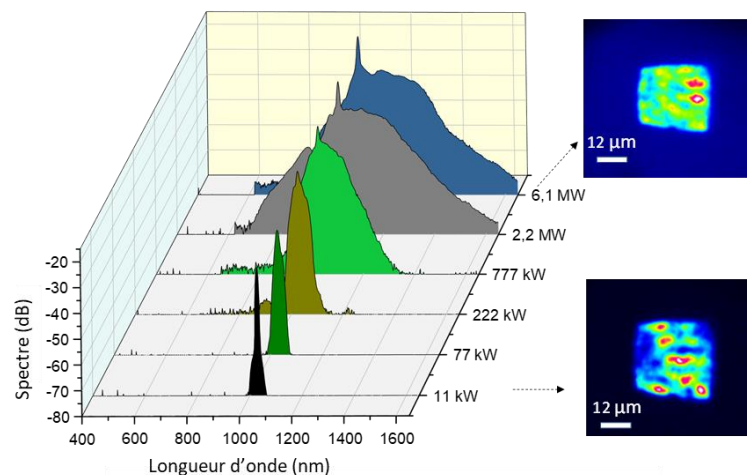 Spectre (dB)
-20
-30
-40
-50
-60
-70
-80
400
600
800
1000
1200
1400
1600
Longueur d’onde (nm)
6,1 MW
2,2 MW
777 kW
222 kW
77 kW
11 kW
12 µm
12 µm